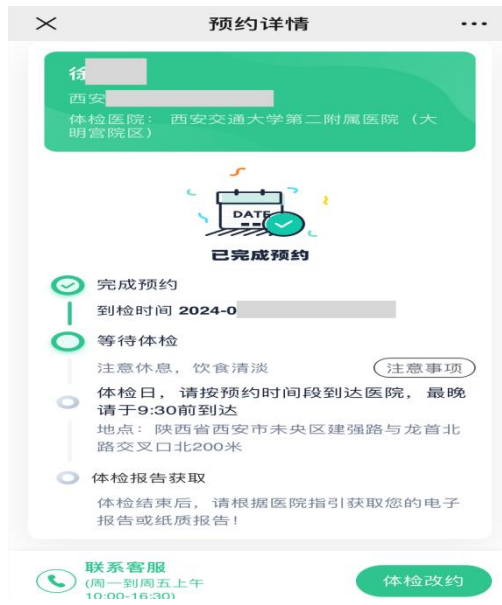 预约详情
徐
西安
体检医院: 西安交通大学第二附属医院 (大
明宫院区)
DATE
已完成预约
完成预约
到检时间 2024-0
等待体检
注意休息, 饮食清淡
注意事项
体检日, 请按预约时间段到达医院, 最晚
请于9:30前到达
地点: 陕西省西安市未央区建强路与龙首北
路交叉口北200米
体检报告获取
体检结束后, 请根据医院指引获取您的电子
报告或纸质报告!
联系客服
(周一到周五上午
10:00-16:30)
体检改约